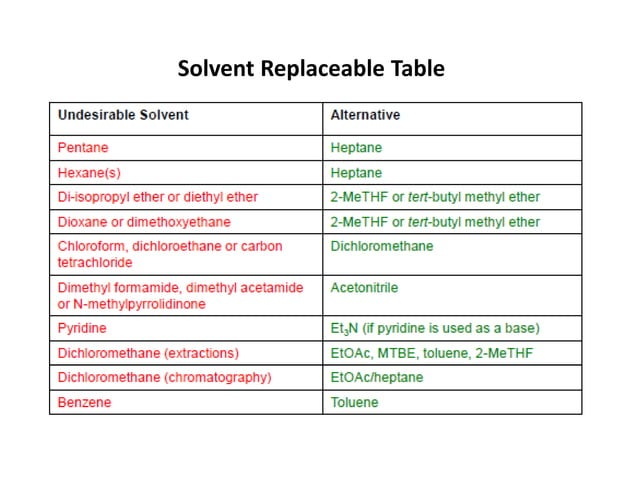 Solvent Replaceable Table
Undesirable Solvent Alternative
Pentane Heptane
Hexane(s) Heptane
Di-isopropyl ether or diethyl ether 2-MeTHF or tert-butyl methyl ether
Dioxane or dimethoxyethane 2-MeTHF or tert-butyl methyl ether
Chloroform, dichloroethane or carbon Dichloromethane
tetrachloride
Dimethyl formamide, dimethyl acetamide Acetonitrile
or N-methylpyrrolidinone
Pyridine Et₃N (if pyridine is used as a base)
Dichloromethane (extractions) EtOAc, MTBE, toluene, 2-MeTHF
Dichloromethane (chromatography) EtOAc/heptane
Benzene Toluene